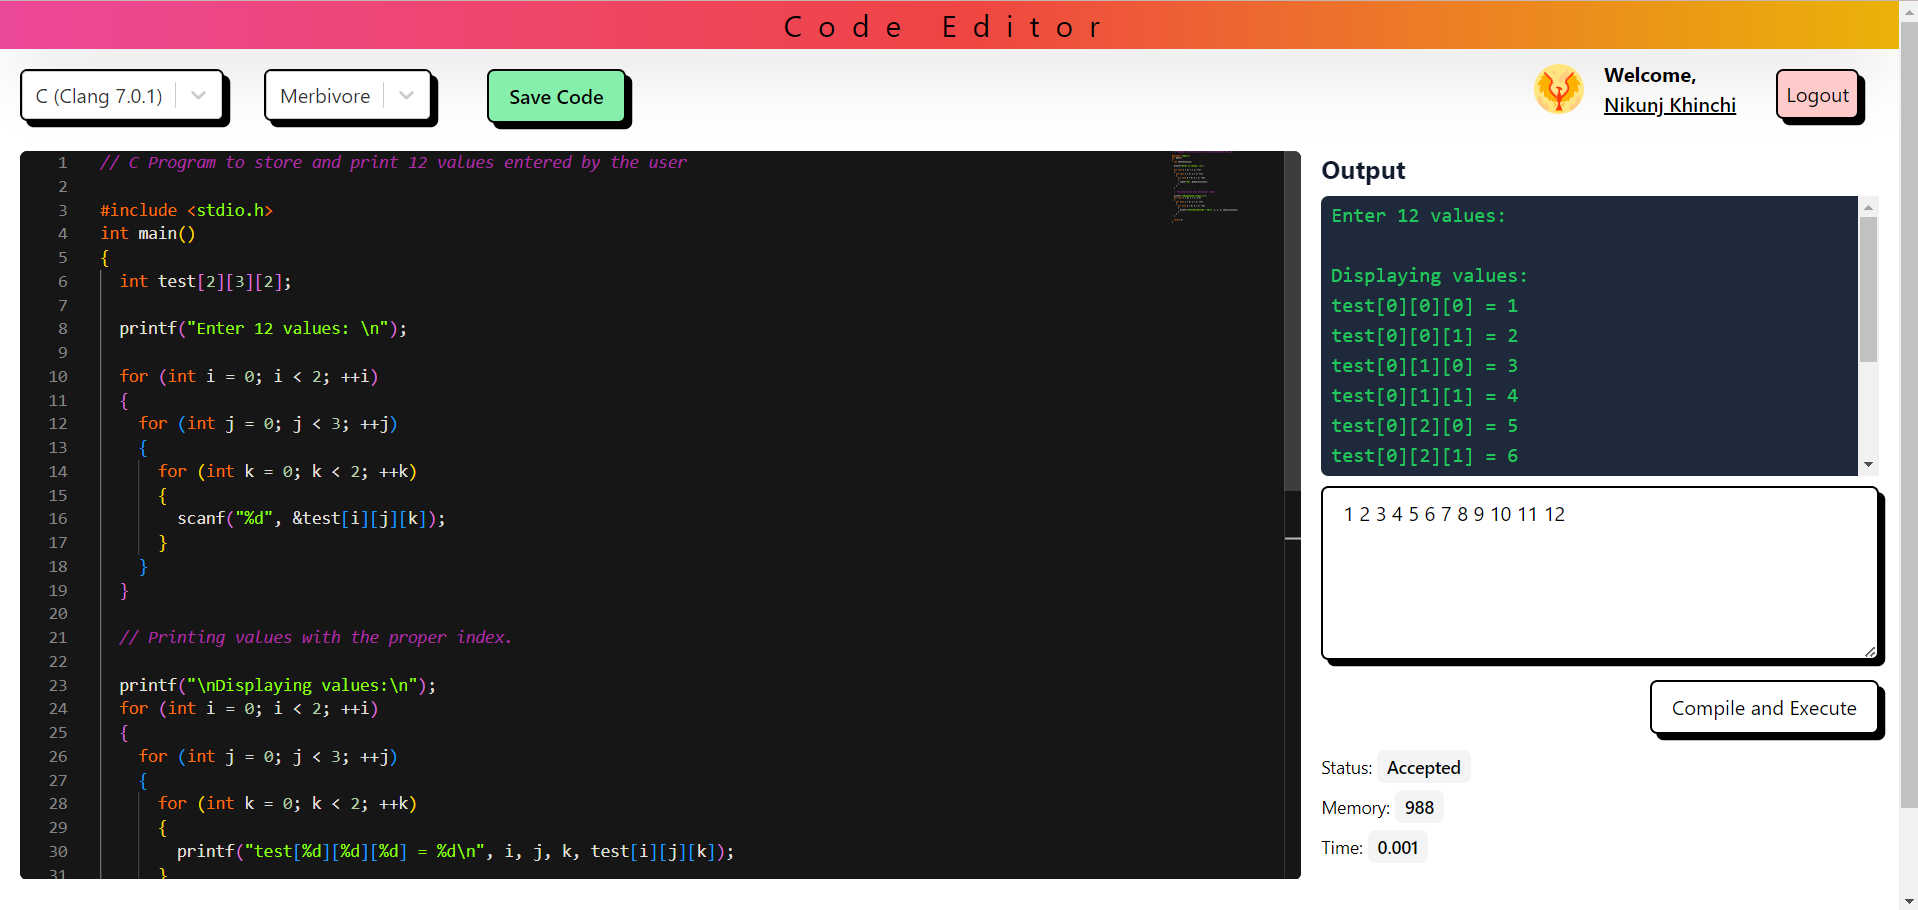 Code Editor
C (Clang 7.0.1)
Merbivore
Save Code
Welcome,
Nikunj Khinchi
Logout
1 // C Program to store and print 12 values entered by the user
2
3 #include <stdio.h>
4 int main()
5 {
6 int test[2][3][2];
7
8 printf("Enter 12 values: \n");
9
10 for (int i = 0; i < 2; ++i)
11 {
12 for (int j = 0; j < 3; ++j)
13 {
14 for (int k = 0; k < 2; ++k)
15 {
16 scanf("%d", &test[i][j][k]);
17 }
18 }
19 }
20
21 // Printing values with the proper index.
22
23 printf("\nDisplaying values:\n");
24 for (int i = 0; i < 2; ++i)
25 {
26 for (int j = 0; j < 3; ++j)
27 {
28 for (int k = 0; k < 2; ++k)
29 {
30 printf("test[%d][%d][%d] = %d\n", i, j, k, test[i][j][k]);
31 }
Output
Enter 12 values:
Displaying values:
test[0][0][0] = 1
test[0][0][1] = 2
test[0][1][0] = 3
test[0][1][1] = 4
test[0][2][0] = 5
test[0][2][1] = 6
1 2 3 4 5 6 7 8 9 10 11 12
Compile and Execute
Status: Accepted
Memory: 988
Time: 0.001